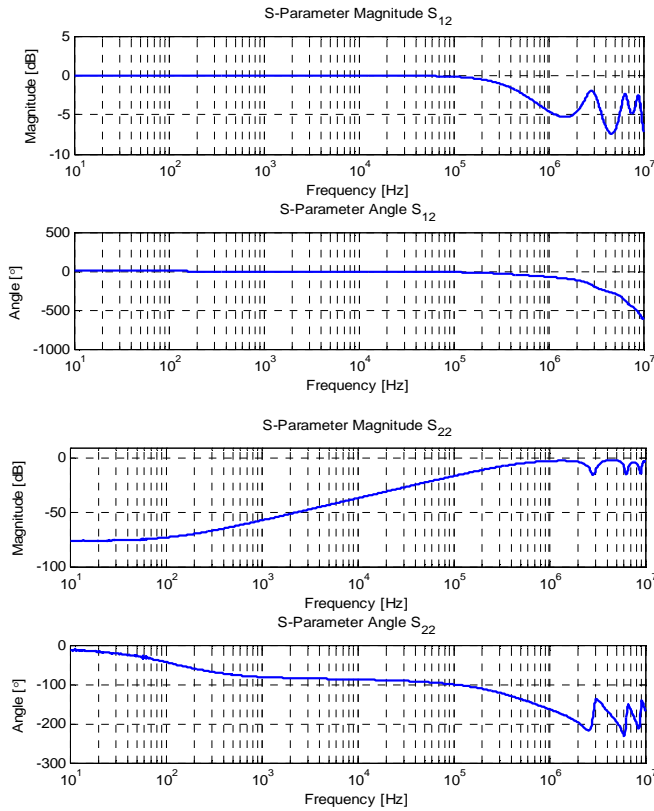 S-Parameter Magnitude S12
Magnitude [dB]
5
0
-5
-10
10^1 10^2 10^3 10^4 10^5 10^6 10^7
Frequency [Hz]
S-Parameter Angle S12
Angle [°]
500
0
-500
-1000
10^1 10^2 10^3 10^4 10^5 10^6 10^7
Frequency [Hz]
S-Parameter Magnitude S22
Magnitude [dB]
0
-50
-100
10^1 10^2 10^3 10^4 10^5 10^6 10^7
Frequency [Hz]
S-Parameter Angle S22
Angle [°]
0
-100
-200
-300
10^1 10^2 10^3 10^4 10^5 10^6 10^7
Frequency [Hz]